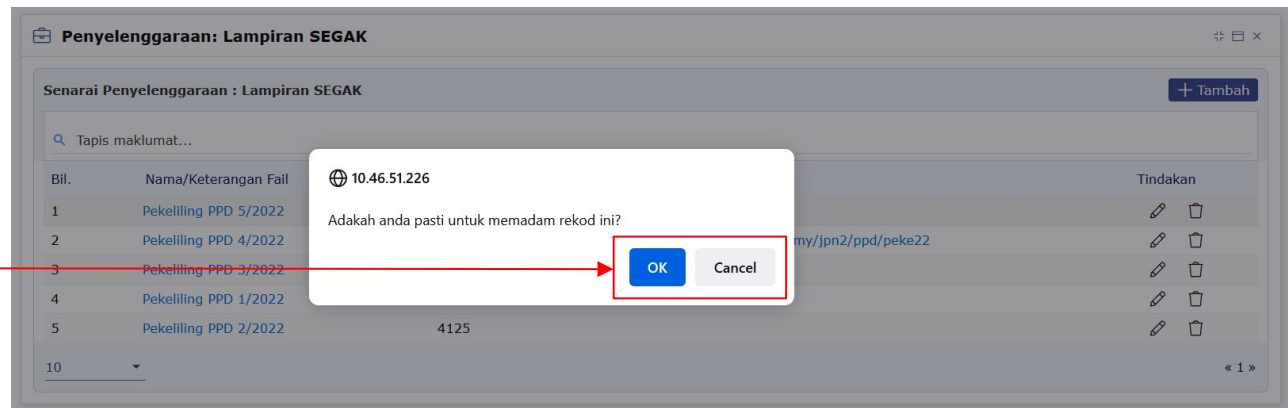 Penyelenggaraan: Lampiran SEGAK
Senarai Penyelenggaraan : Lampiran SEGAK
+ Tambah
Tapis maklumat...
Bil. Nama/Keterangan Fail Tindakan
1 Pekeliling PPD 5/2022
2 Pekeliling PPD 4/2022 my/jpn2/ppd/peke22
3 Pekeliling PPD 3/2022
4 Pekeliling PPD 1/2022
5 Pekeliling PPD 2/2022 4125
10 « 1 »
10.46.51.226
Adakah anda pasti untuk memadam rekod ini?
OK Cancel